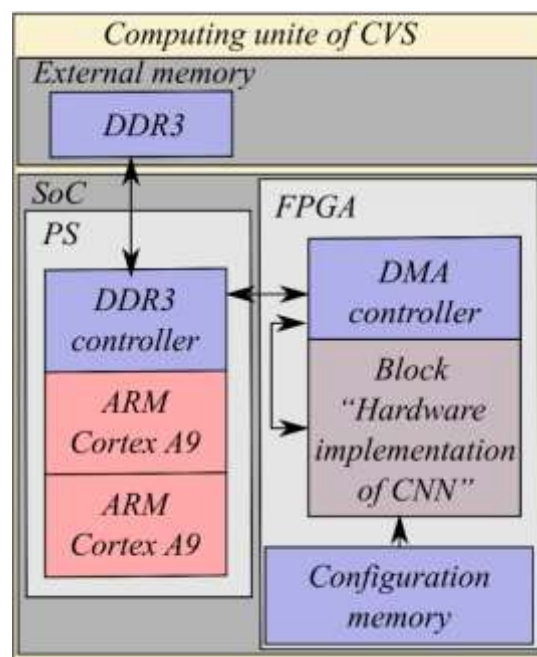 Computing unite of CVS
External memory
DDR3
SoC
PS
DDR3
controller
ARM
Cortex A9
ARM
Cortex A9
FPGA
DMA
controller
Block
“Hardware
implementation
of CNN”
Configuration
memory